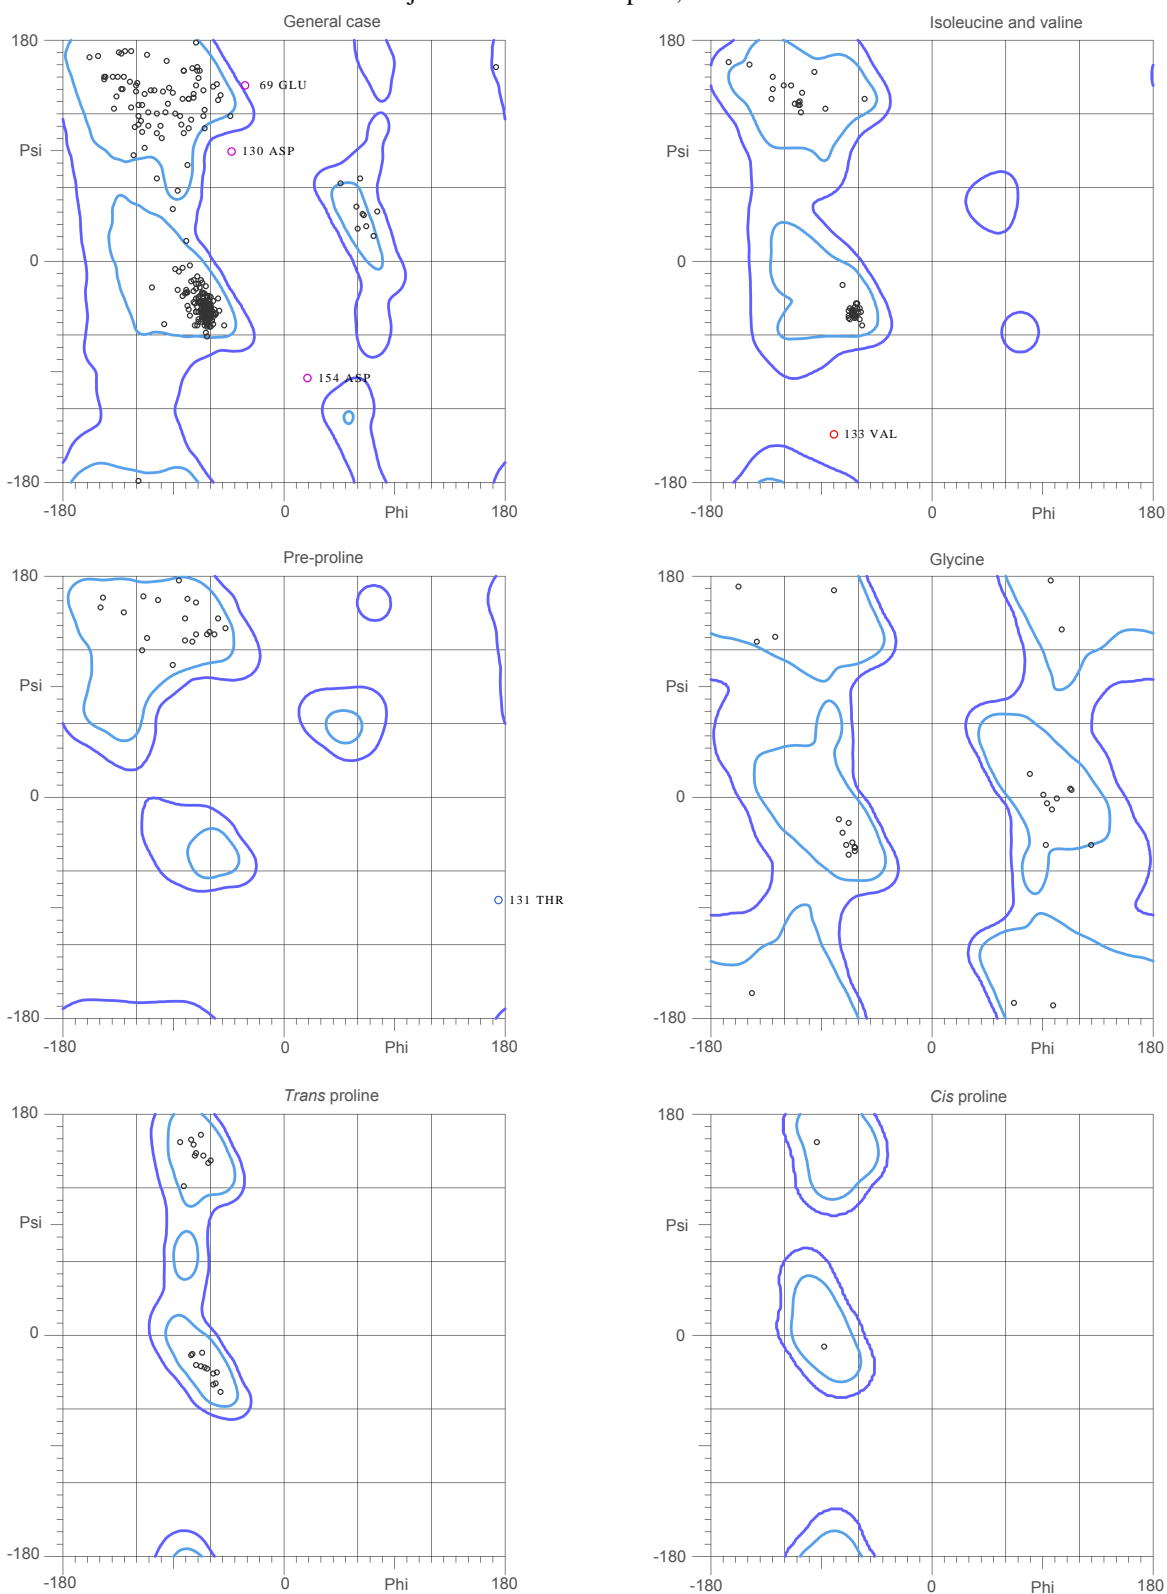 General case
180
69 GLU
130 ASP
Psi
0
154 ASP
-180
-180
0
Phi
180
Isoleucine and valine
180
Psi
0
133 VAL
-180
-180
0
Phi
180
Pre-proline
180
Psi
0
131 THR
-180
-180
0
Phi
180
Glycine
180
Psi
0
-180
-180
0
Phi
180
Trans proline
180
Psi
0
-180
-180
0
Phi
180
Cis proline
180
Psi
0
-180
-180
0
Phi
180